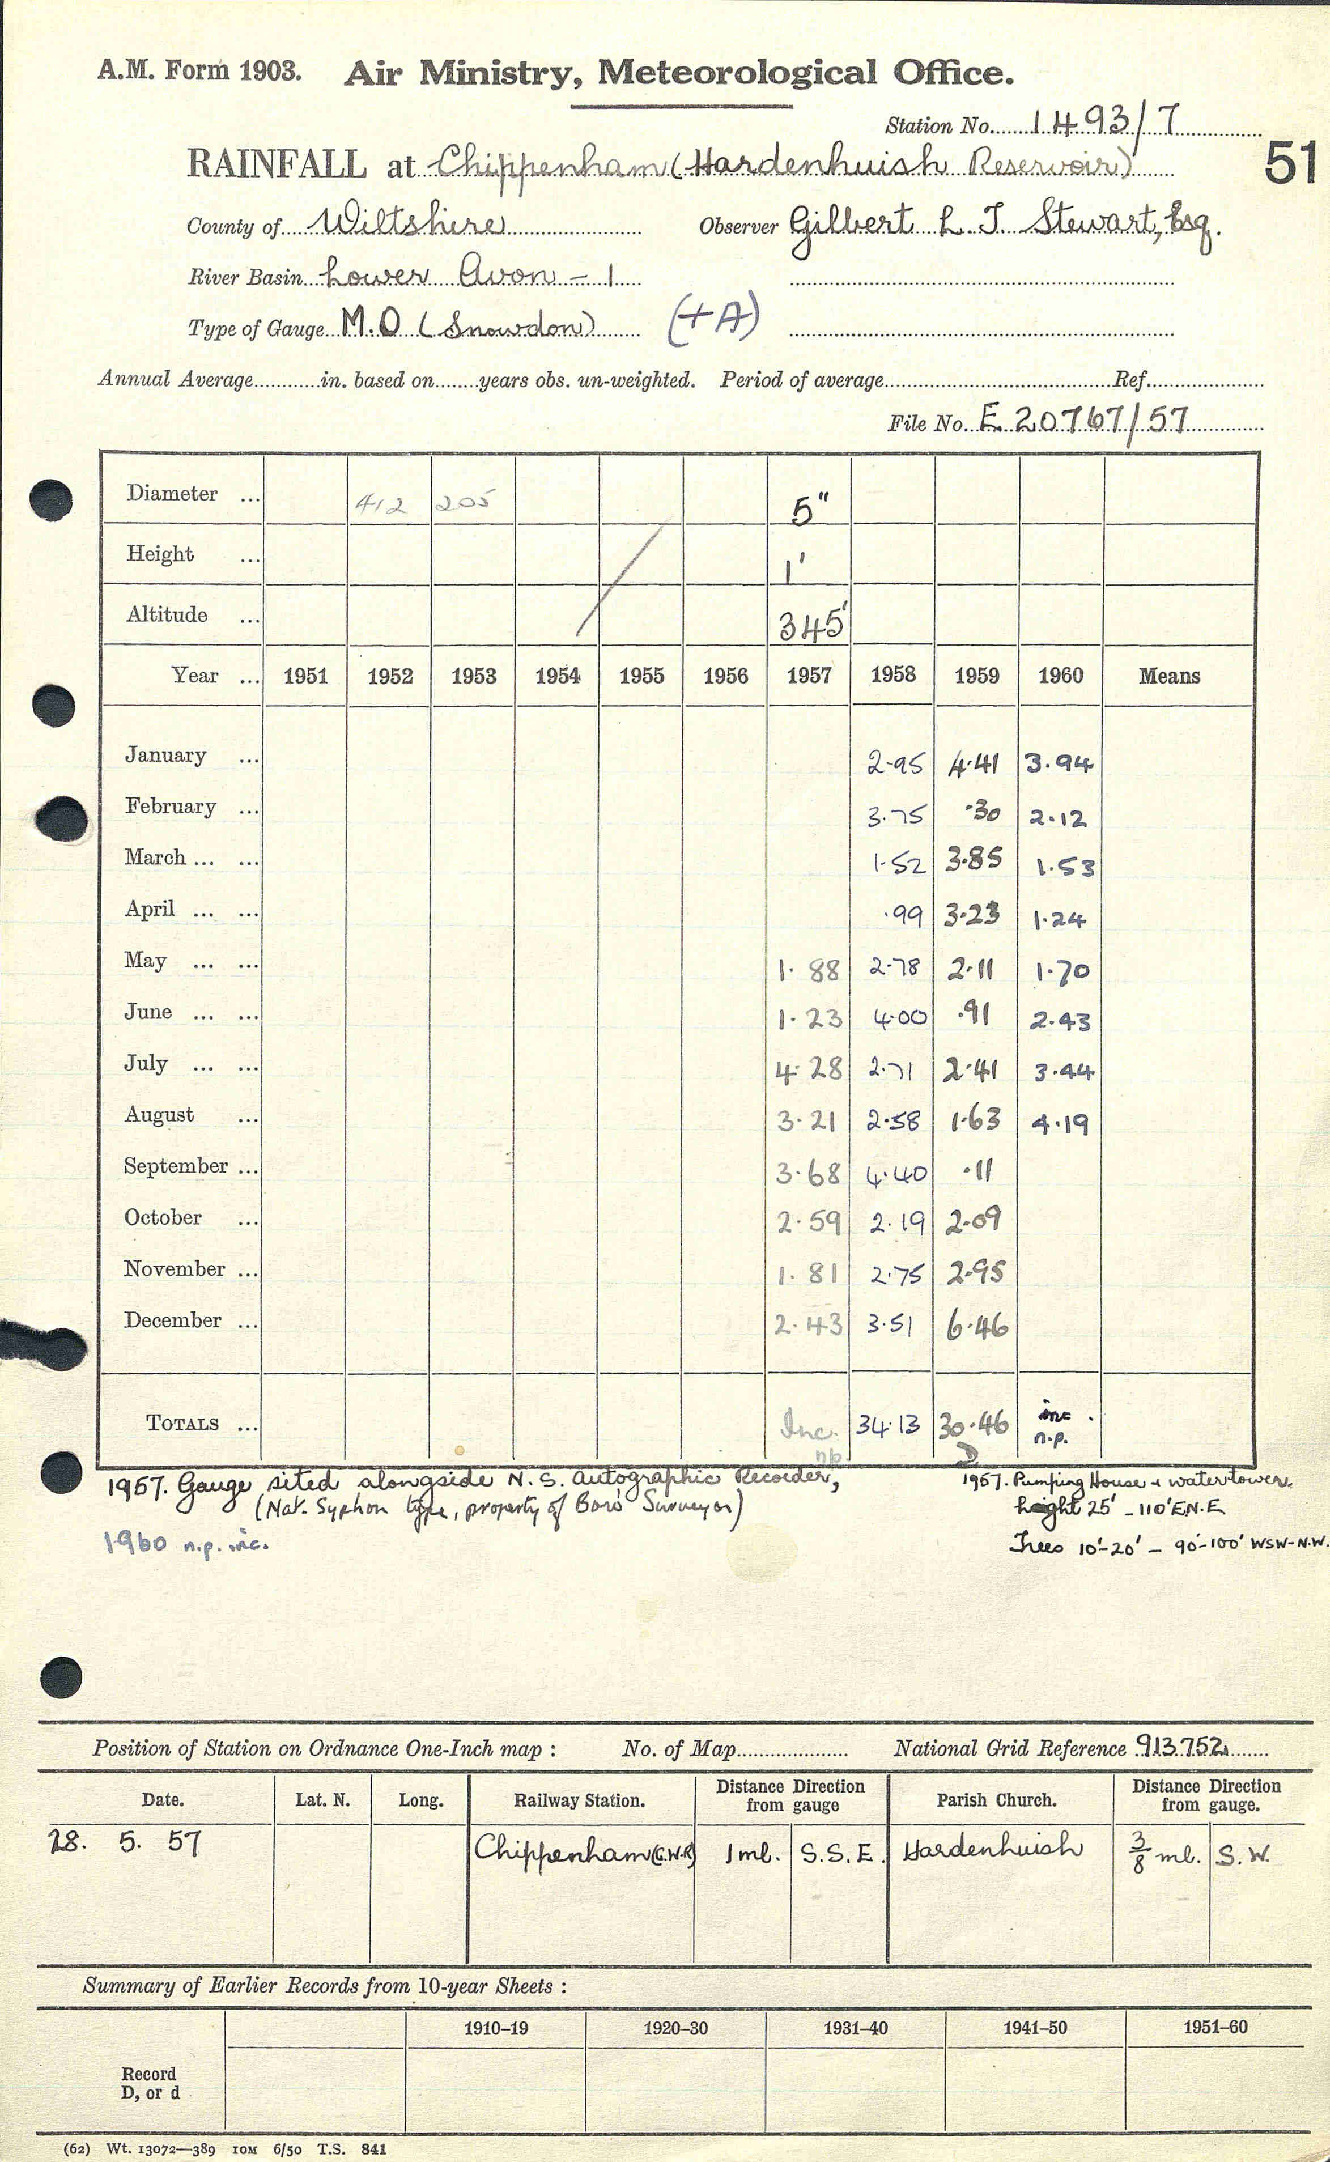 A.M. Form 1903. Air Ministry, Meteorological Office.
Station No. 1493/7
51
RAINFALL at Chippenham (Hardenhuish Reservoir)
County of Wiltshire Observer Gilbert L. T. Stewart, Esq.
River Basin Lower Avon - 1
Type of Gauge M.O (Snowdon) (+A)
Annual Average in. based on years obs. un-weighted. Period of average Ref.
File No. E 20767/57
Diameter ... 412 205 5"
Height ... 1'
Altitude ... 345'
Year ... 1951 1952 1953 1954 1955 1956 1957 1958 1959 1960 Means
January ... 2.95 4.41 3.94
February ... 3.75 .30 2.12
March ... ... 1.52 3.85 1.53
April ... ... .99 3.23 1.24
May ... ... 1.88 2.78 2.11 1.70
June ... ... 1.23 4.00 .91 2.43
July ... ... 4.28 2.71 2.41 3.44
August ... 3.21 2.58 1.63 4.19
September ... 3.68 4.40 .11
October ... 2.59 2.19 2.09
November ... 1.81 2.75 2.95
December ... 2.43 3.51 6.46
TOTALS ... Inc. 34.13 30.46 inc.
n.p.
D
1957. Gauge sited alongside N.S. Autographic Recorder,
(Nat. Syphon type, property of Boro' Surveyor)
1960 n.p. inc.
1957. Pumping House & water tower.
height 25' - 110' E.N.E
Trees 10'-20' - 90'-100' WSW-N.W.
Position of Station on Ordnance One-Inch map : No. of Map National Grid Reference 913752
Date. Lat. N. Long. Railway Station. Distance Direction from gauge Parish Church. Distance Direction from gauge.
28. 5. 57 Chippenham (G.W.R) 1 ml. S.S.E. Hardenhuish 3/8 ml. S.W.
Summary of Earlier Records from 10-year Sheets :
1910–19 1920–30 1931–40 1941–50 1951–60
Record
D, or d
(62) Wt. 13072—389 10M 6/50 T.S. 841